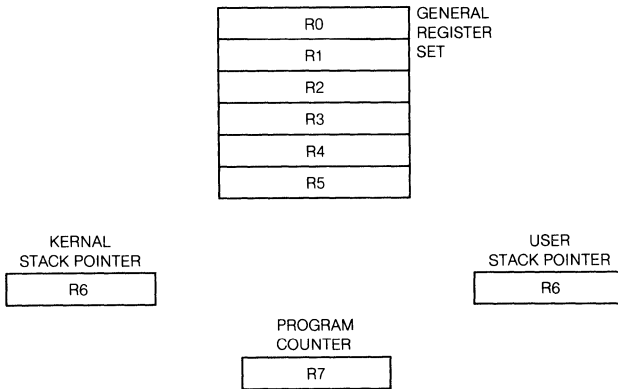 R0
GENERAL
REGISTER
SET
R1
R2
R3
R4
R5
KERNAL
STACK POINTER
R6
USER
STACK POINTER
R6
PROGRAM
COUNTER
R7